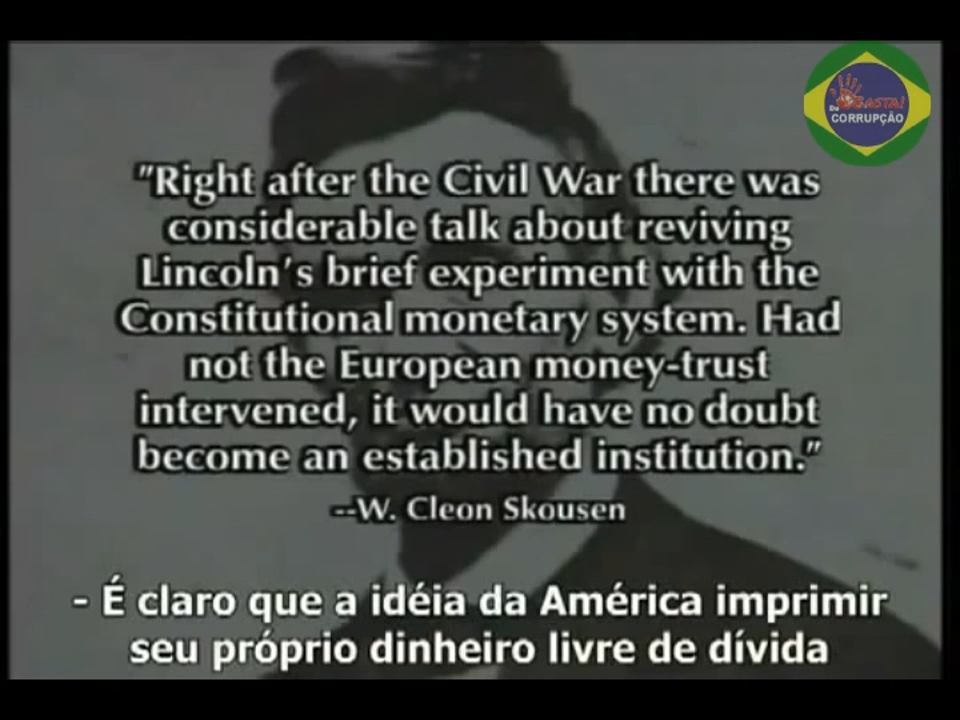 De BASTA!
CORRUPÇÃO
"Right after the Civil War there was
considerable talk about reviving
Lincoln's brief experiment with the
Constitutional monetary system. Had
not the European money-trust
intervened, it would have no doubt
become an established institution."
--W. Cleon Skousen
- É claro que a idéia da América imprimir
seu próprio dinheiro livre de dívida